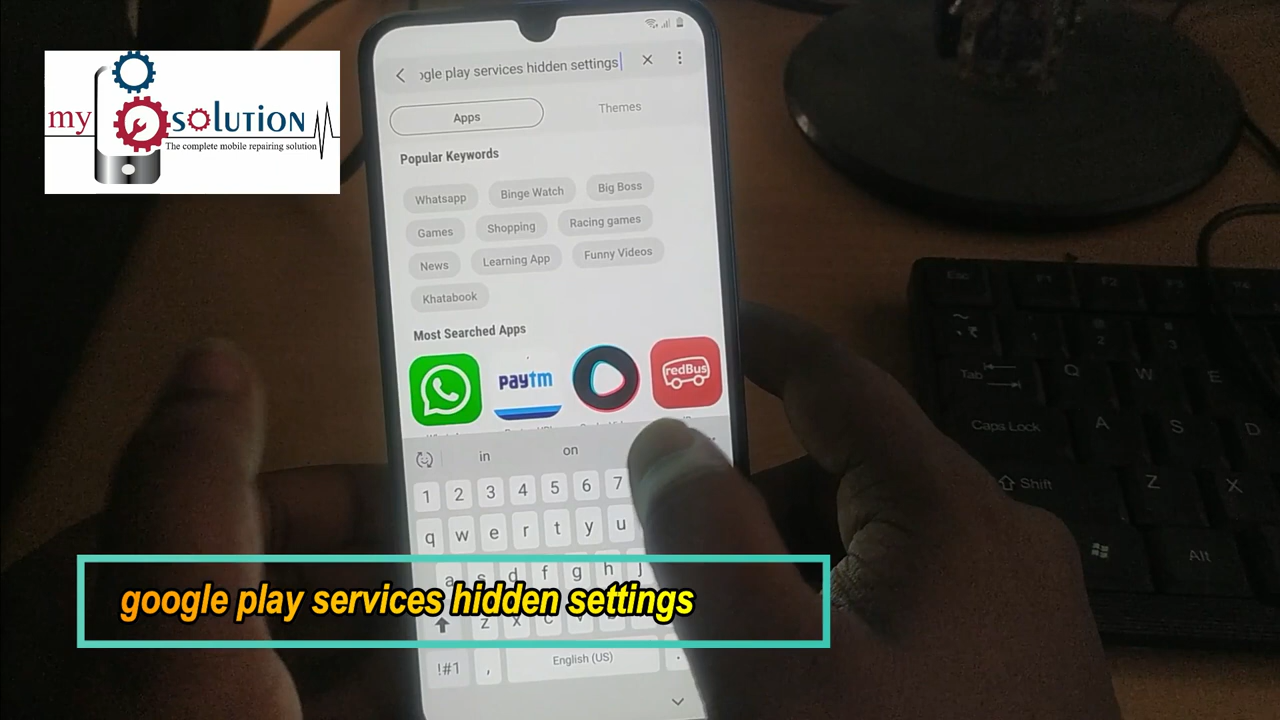 my solution
The complete mobile repairing solution
ogle play services hidden settings
Apps
Themes
Popular Keywords
Whatsapp
Binge Watch
Big Boss
Games
Shopping
Racing games
News
Learning App
Funny Videos
Khatabook
Most Searched Apps
paytm
redBus
in
on
1 2 3 4 5 6 7
q w e r t y u
a s d f g h j
google play services hidden settings
z x c v
!#1 , English (US) .
Esc F1 F2 F3
Tab Q W E
Caps Lock A S D
Shift Z X
Alt